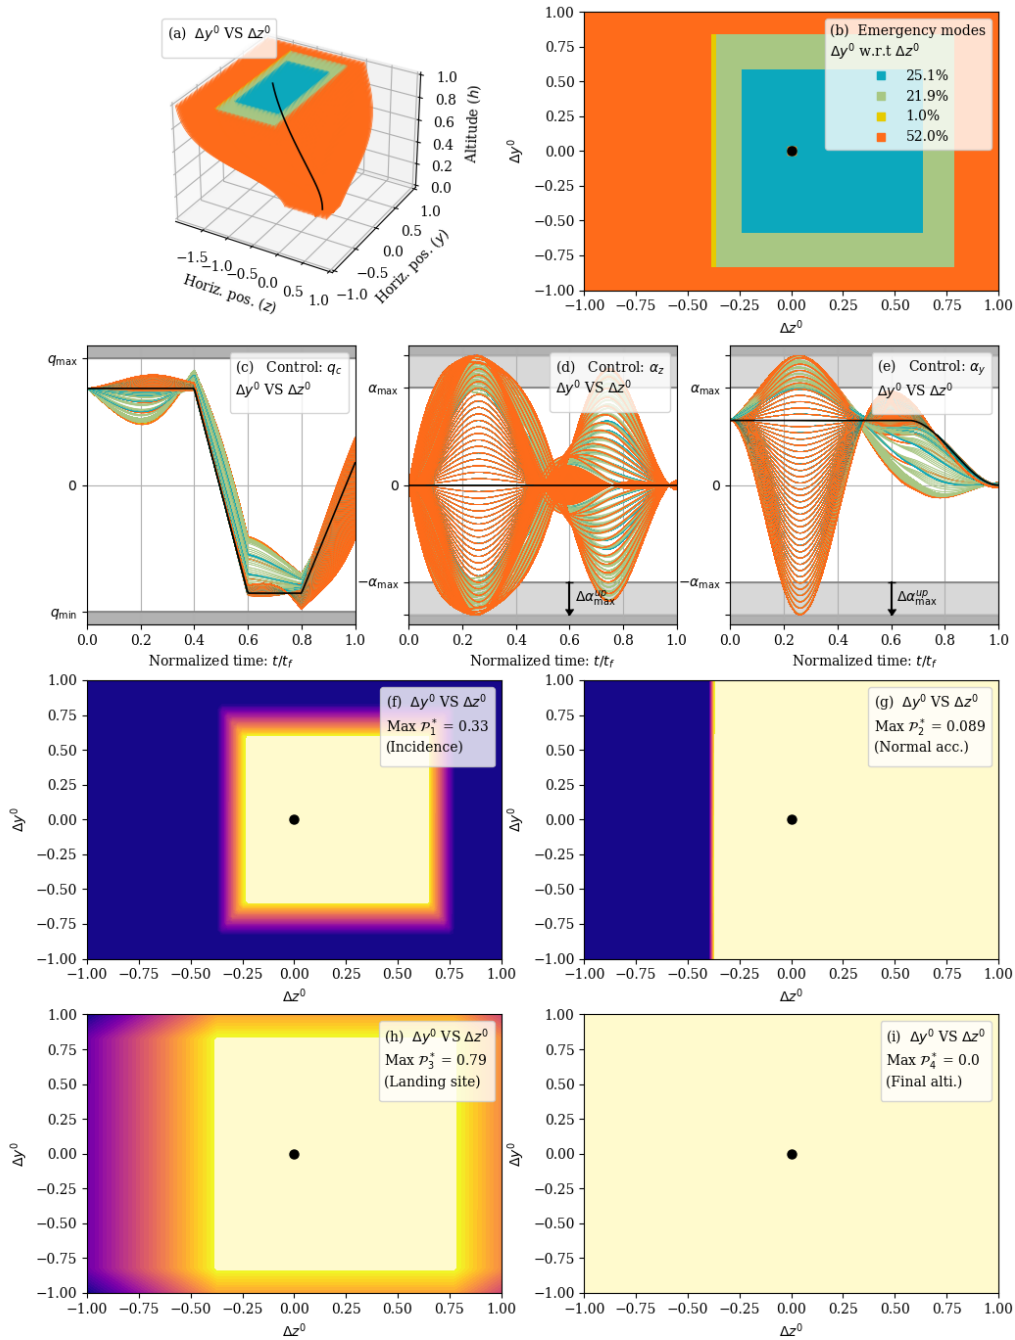 (a) Δy⁰ VS Δz⁰
1.0
0.8
0.6
0.4
0.2
0.0
Altitude (h)
1.0
0.5
0.0
−0.5
−1.0
Horiz. pos. (y)
−1.5
−1.0
−0.5
0.0
0.5
1.0
Horiz. pos. (z)
(b) Emergency modes
Δy⁰ w.r.t Δz⁰
25.1%
21.9%
1.0%
52.0%
1.00
0.75
0.50
0.25
0.00
−0.25
−0.50
−0.75
−1.00
Δy⁰
−1.00 −0.75 −0.50 −0.25 0.00 0.25 0.50 0.75 1.00
Δz⁰
(c) Control: q_c
Δy⁰ VS Δz⁰
q_max
0
q_min
0.0 0.2 0.4 0.6 0.8 1.0
Normalized time: t/t_f
(d) Control: α_z
Δy⁰ VS Δz⁰
α_max
0
−α_max
Δα_max^up
0.0 0.2 0.4 0.6 0.8 1.0
Normalized time: t/t_f
(e) Control: α_y
Δy⁰ VS Δz⁰
α_max
0
−α_max
Δα_max^up
0.0 0.2 0.4 0.6 0.8 1.0
Normalized time: t/t_f
(f) Δy⁰ VS Δz⁰
Max 𝒫₁* = 0.33
(Incidence)
1.00
0.75
0.50
0.25
0.00
−0.25
−0.50
−0.75
−1.00
Δy⁰
−1.00 −0.75 −0.50 −0.25 0.00 0.25 0.50 0.75 1.00
Δz⁰
(g) Δy⁰ VS Δz⁰
Max 𝒫₂* = 0.089
(Normal acc.)
1.00
0.75
0.50
0.25
0.00
−0.25
−0.50
−0.75
−1.00
Δy⁰
−1.00 −0.75 −0.50 −0.25 0.00 0.25 0.50 0.75 1.00
Δz⁰
(h) Δy⁰ VS Δz⁰
Max 𝒫₃* = 0.79
(Landing site)
1.00
0.75
0.50
0.25
0.00
−0.25
−0.50
−0.75
−1.00
Δy⁰
−1.00 −0.75 −0.50 −0.25 0.00 0.25 0.50 0.75 1.00
Δz⁰
(i) Δy⁰ VS Δz⁰
Max 𝒫₄* = 0.0
(Final alti.)
1.00
0.75
0.50
0.25
0.00
−0.25
−0.50
−0.75
−1.00
Δy⁰
−1.00 −0.75 −0.50 −0.25 0.00 0.25 0.50 0.75 1.00
Δz⁰